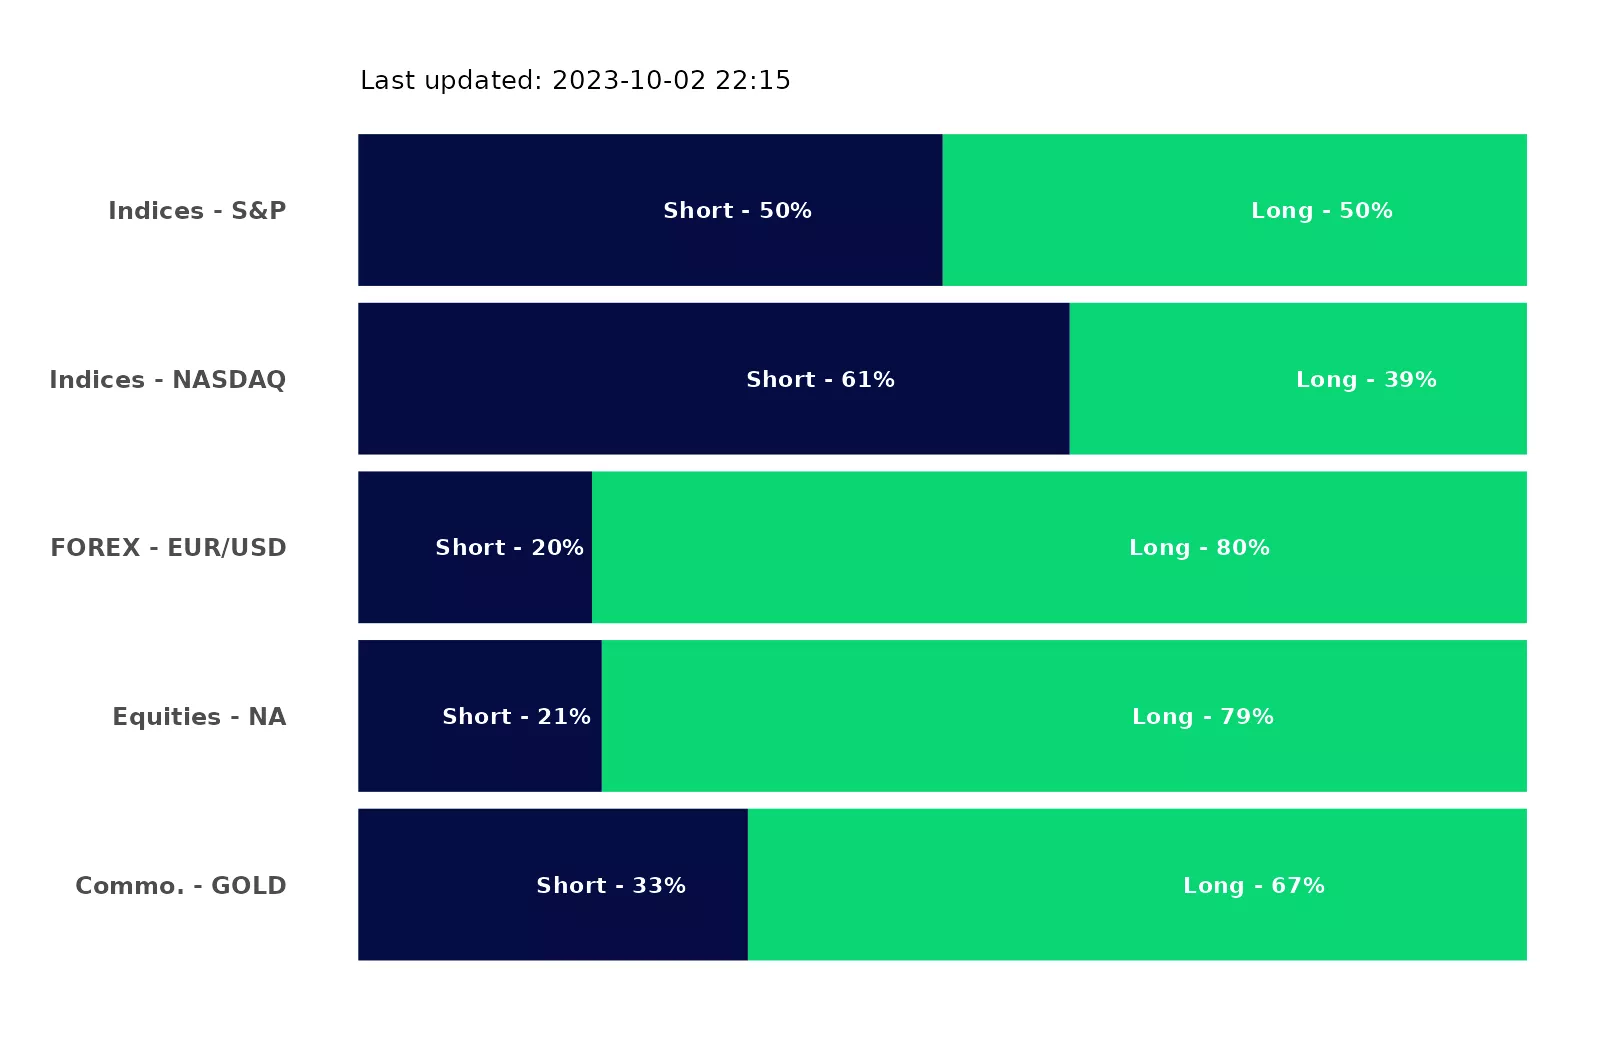 Last updated: 2023-10-02 22:15
Indices - S&P Short - 50% Long - 50%
Indices - NASDAQ Short - 61% Long - 39%
FOREX - EUR/USD Short - 20% Long - 80%
Equities - NA Short - 21% Long - 79%
Commo. - GOLD Short - 33% Long - 67%